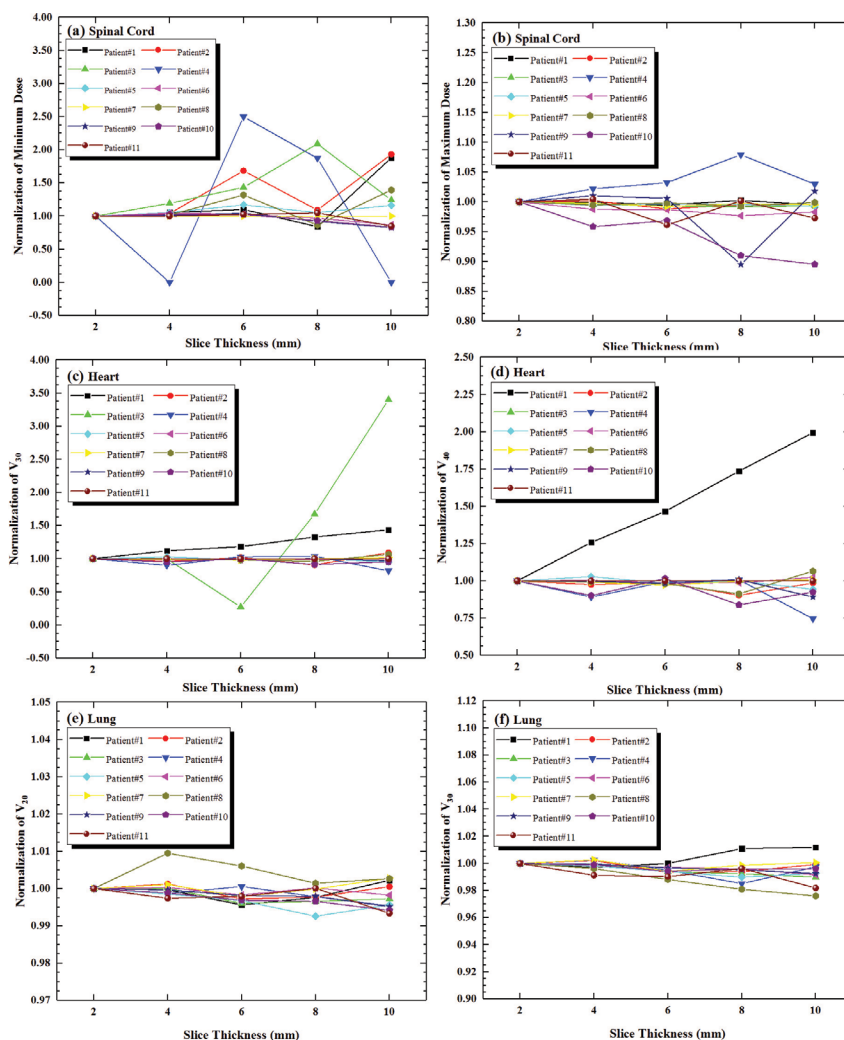 (a) Spinal Cord
Patient#1 Patient#2
Patient#3 Patient#4
Patient#5 Patient#6
Patient#7 Patient#8
Patient#9 Patient#10
Patient#11
Normalization of Minimum Dose
4.00
3.50
3.00
2.50
2.00
1.50
1.00
0.50
0.00
-0.50
2 4 6 8 10
Slice Thickness (mm)
(b) Spinal Cord
Patient#1 Patient#2
Patient#3 Patient#4
Patient#5 Patient#6
Patient#7 Patient#8
Patient#9 Patient#10
Patient#11
Normalization of Maximum Dose
1.30
1.25
1.20
1.15
1.10
1.05
1.00
0.95
0.90
0.85
0.80
2 4 6 8 10
Slice Thickness (mm)
(c) Heart
Patient#1 Patient#2
Patient#3 Patient#4
Patient#5 Patient#6
Patient#7 Patient#8
Patient#9 Patient#10
Patient#11
Normalization of V30
4.00
3.50
3.00
2.50
2.00
1.50
1.00
0.50
0.00
-0.50
2 4 6 8 10
Slice Thickness (mm)
(d) Heart
Patient#1 Patient#2
Patient#3 Patient#4
Patient#5 Patient#6
Patient#7 Patient#8
Patient#9 Patient#10
Patient#11
Normalization of V40
2.50
2.25
2.00
1.75
1.50
1.25
1.00
0.75
0.50
2 4 6 8 10
Slice Thickness (mm)
(e) Lung
Patient#1 Patient#2
Patient#3 Patient#4
Patient#5 Patient#6
Patient#7 Patient#8
Patient#9 Patient#10
Patient#11
Normalization of V20
1.05
1.04
1.03
1.02
1.01
1.00
0.99
0.98
0.97
2 4 6 8 10
Slice Thickness (mm)
(f) Lung
Patient#1 Patient#2
Patient#3 Patient#4
Patient#5 Patient#6
Patient#7 Patient#8
Patient#9 Patient#10
Patient#11
Normalization of V30
1.12
1.10
1.08
1.06
1.04
1.02
1.00
0.98
0.96
0.94
0.92
0.90
2 4 6 8 10
Slice Thickness (mm)